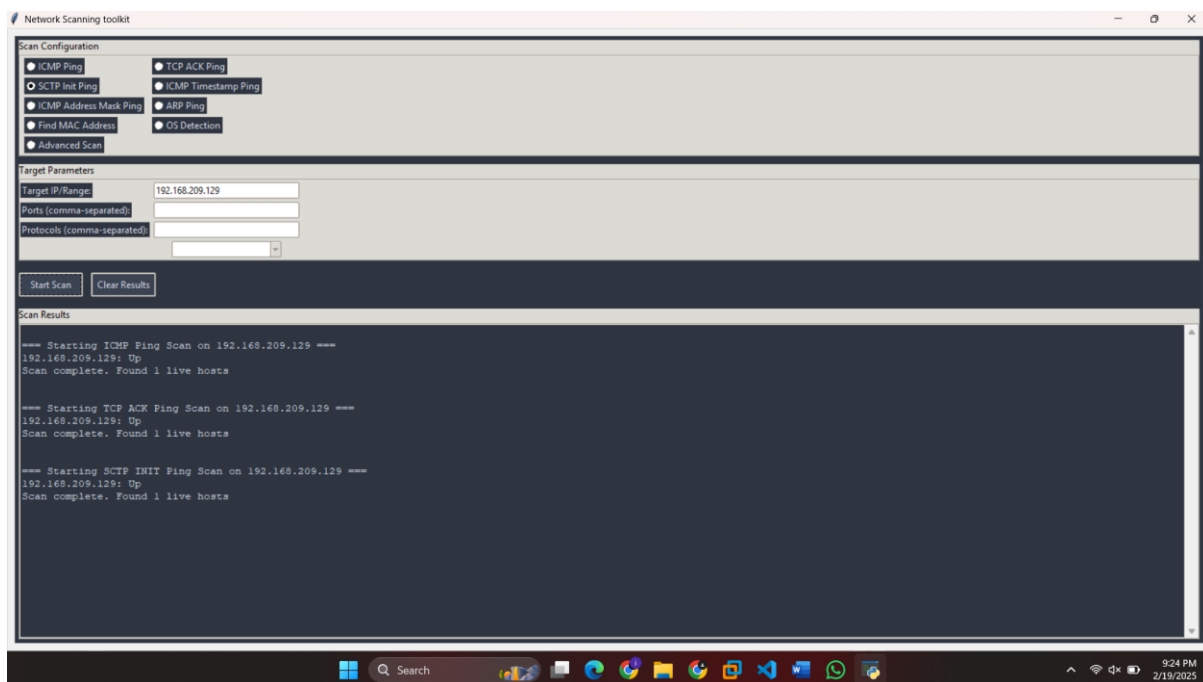 Network Scanning toolkit
Scan Configuration
ICMP Ping
TCP ACK Ping
SCTP Init Ping
ICMP Timestamp Ping
ICMP Address Mask Ping
ARP Ping
Find MAC Address
OS Detection
Advanced Scan
Target Parameters
Target IP/Range: 192.168.209.129
Ports (comma-separated):
Protocols (comma-separated):
Start Scan
Clear Results
Scan Results
=== Starting ICMP Ping Scan on 192.168.209.129 ===
192.168.209.129: Up
Scan complete. Found 1 live hosts
=== Starting TCP ACK Ping Scan on 192.168.209.129 ===
192.168.209.129: Up
Scan complete. Found 1 live hosts
=== Starting SCTP INIT Ping Scan on 192.168.209.129 ===
192.168.209.129: Up
Scan complete. Found 1 live hosts
Search
9:24 PM
2/19/2025